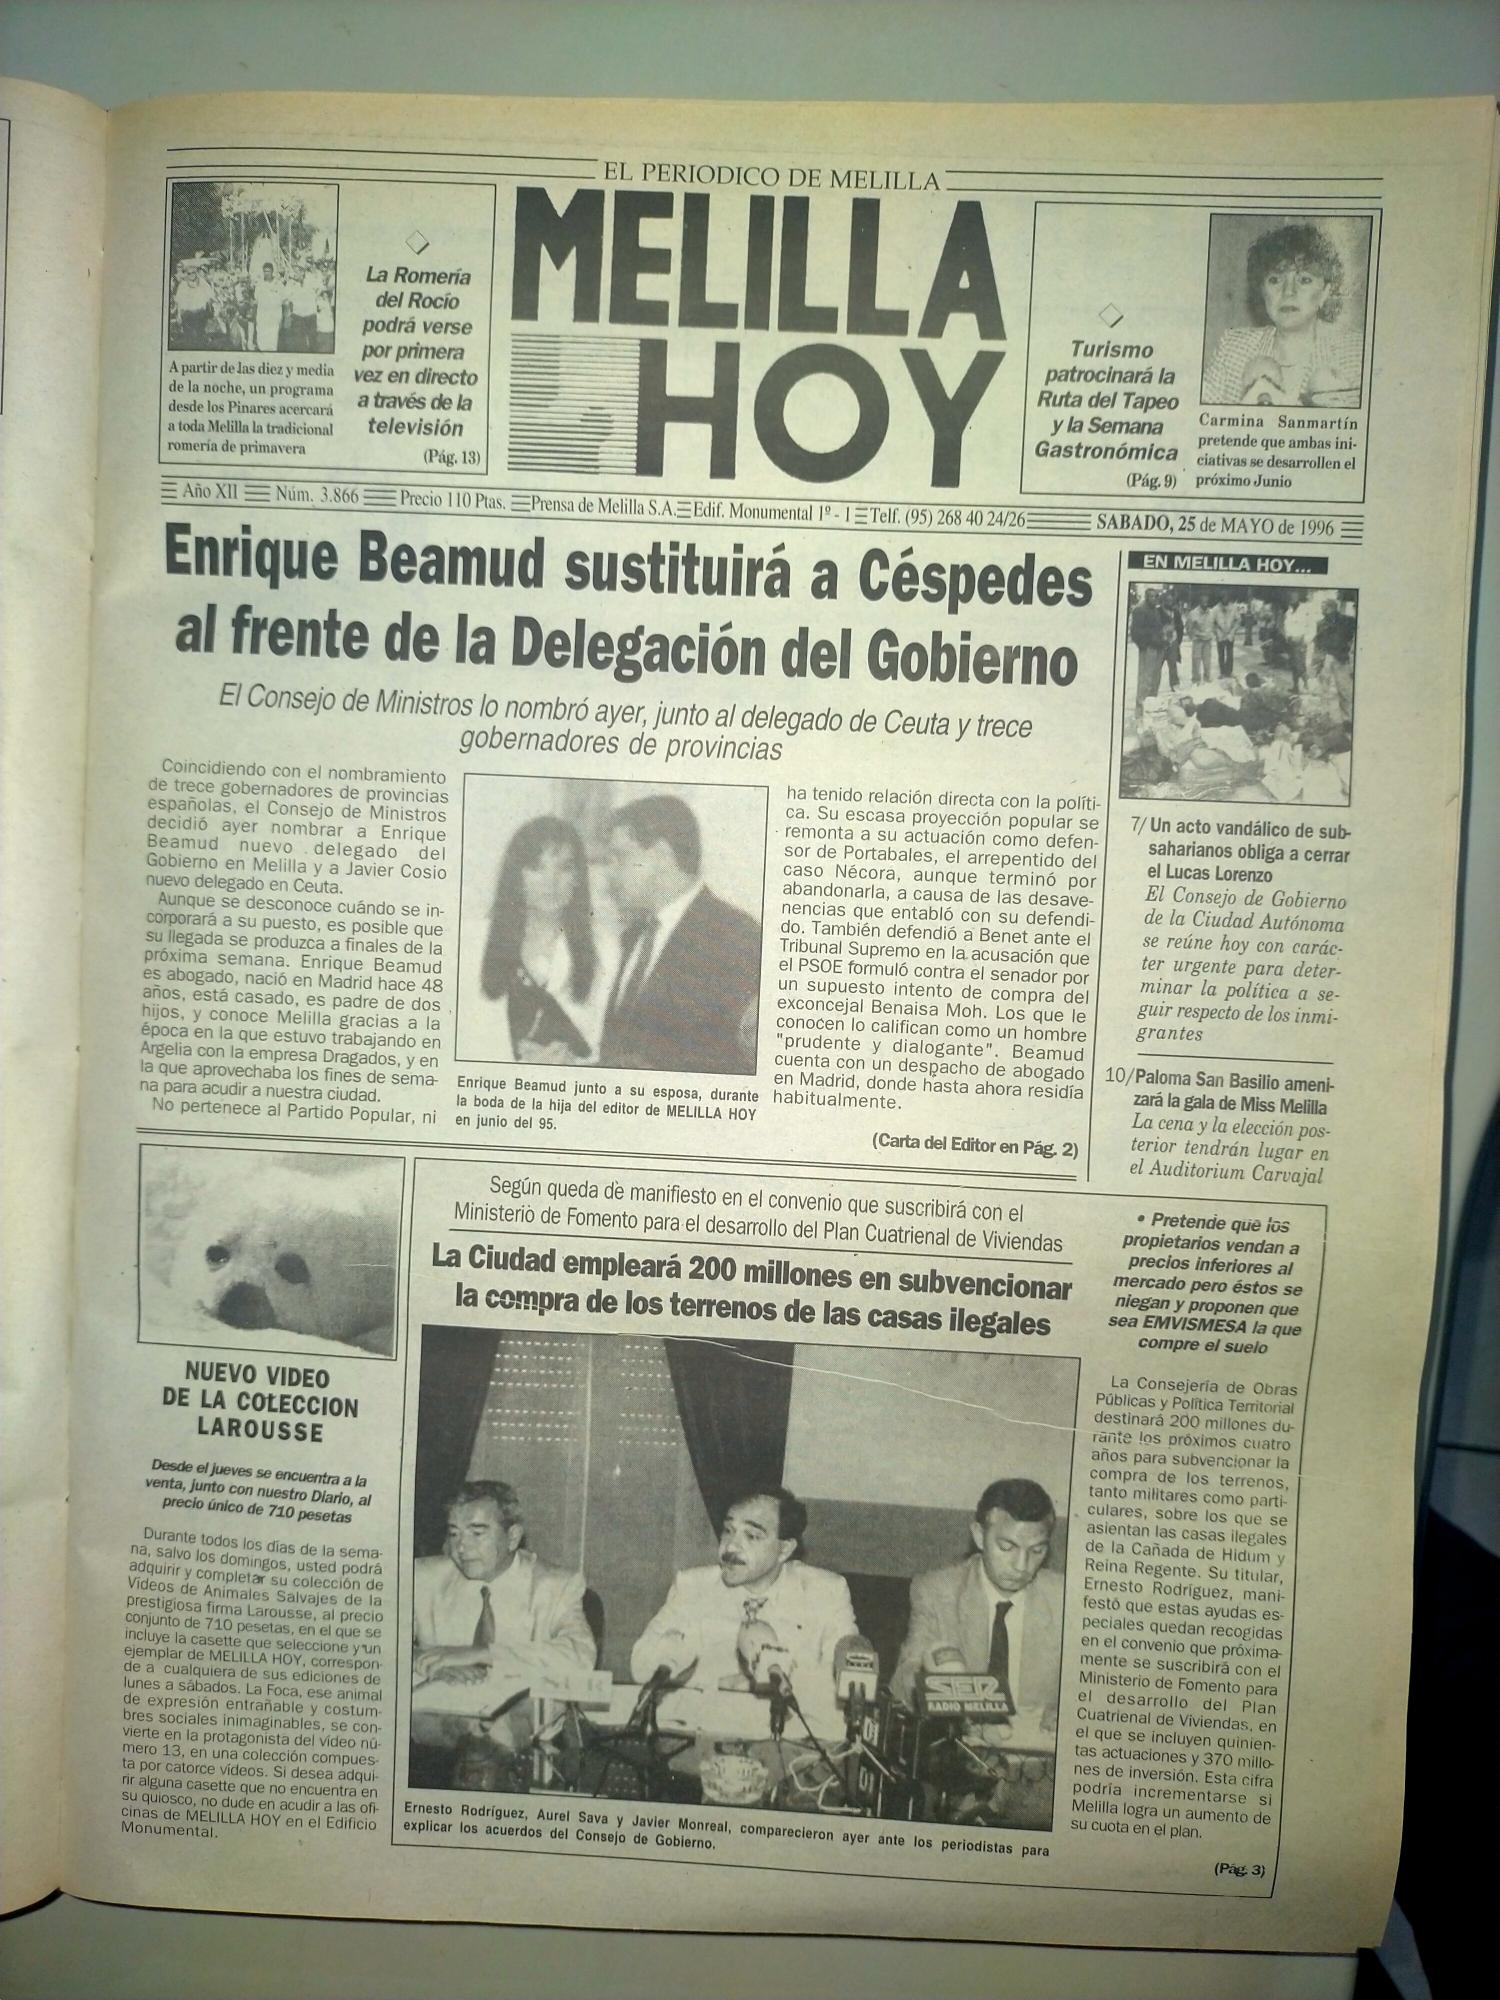 EL PERIODICO DE MELILLA
MELILLA
HOY
A partir de las diez y media
de la noche, un programa
desde los Pinares acercará
a toda Melilla la tradicional
romería de primavera
La Romería
del Rocío
podrá verse
por primera
vez en directo
a través de la
televisión
(Pág. 13)
Turismo
patrocinará la
Ruta del Tapeo
y la Semana
Gastronómica
(Pág. 9)
Carmina Sanmartín
pretende que ambas ini-
ciativas se desarrollen el
próximo Junio
Año XII Núm. 3.866 Precio 110 Ptas. Prensa de Melilla S.A. Edif. Monumental 1º - 1 Telf. (95) 268 40 24/26 SABADO, 25 de MAYO de 1996
Enrique Beamud sustituirá a Céspedes
al frente de la Delegación del Gobierno
El Consejo de Ministros lo nombró ayer, junto al delegado de Ceuta y trece
gobernadores de provincias
Coincidiendo con el nombramiento
de trece gobernadores de provincias
españolas, el Consejo de Ministros
decidió ayer nombrar a Enrique
Beamud nuevo delegado del
Gobierno en Melilla y a Javier Cosio
nuevo delegado en Ceuta.
Aunque se desconoce cuándo se in-
corporará a su puesto, es posible que
su llegada se produzca a finales de la
próxima semana. Enrique Beamud
es abogado, nació en Madrid hace 48
años, está casado, es padre de dos
hijos, y conoce Melilla gracias a la
época en la que estuvo trabajando en
Argelia con la empresa Dragados, y en
la que aprovechaba los fines de sema-
na para acudir a nuestra ciudad.
No pertenece al Partido Popular, ni
Enrique Beamud junto a su esposa, durante
la boda de la hija del editor de MELILLA HOY
en junio del 95.
ha tenido relación directa con la políti-
ca. Su escasa proyección popular se
remonta a su actuación como defen-
sor de Portabales, el arrepentido del
caso Nécora, aunque terminó por
abandonarla, a causa de las desave-
nencias que entabló con su defendi-
do. También defendió a Benet ante el
Tribunal Supremo en la acusación que
el PSOE formuló contra el senador por
un supuesto intento de compra del
exconcejal Benaisa Moh. Los que le
conocen lo califican como un hombre
"prudente y dialogante". Beamud
cuenta con un despacho de abogado
en Madrid, donde hasta ahora residía
habitualmente.
(Carta del Editor en Pág. 2)
EN MELILLA HOY...
7/ Un acto vandálico de sub-
saharianos obliga a cerrar
el Lucas Lorenzo
El Consejo de Gobierno
de la Ciudad Autónoma
se reúne hoy con carác-
ter urgente para deter-
minar la política a se-
guir respecto de los inmi-
grantes
10/ Paloma San Basilio ameni-
zará la gala de Miss Melilla
La cena y la elección pos-
terior tendrán lugar en
el Auditorium Carvajal
NUEVO VIDEO
DE LA COLECCION
LAROUSSE
Desde el jueves se encuentra a la
venta, junto con nuestro Diario, al
precio único de 710 pesetas
Durante todos los días de la sema-
na, salvo los domingos, usted podrá
adquirir y completar su colección de
Vídeos de Animales Salvajes de la
prestigiosa firma Larousse, al precio
conjunto de 710 pesetas, en el que se
incluye la casette que seleccione y un
ejemplar de MELILLA HOY, correspon-
de a cualquiera de sus ediciones de
lunes a sábados. La Foca, ese animal
de expresión entrañable y costum-
bres sociales inimaginables, se con-
vierte en la protagonista del vídeo nú-
mero 13, en una colección compues-
ta por catorce vídeos. Si desea adqui-
rir alguna casette que no encuentra en
su quiosco, no dude en acudir a las ofi-
cinas de MELILLA HOY en el Edificio
Monumental.
Según queda de manifiesto en el convenio que suscribirá con el
Ministerio de Fomento para el desarrollo del Plan Cuatrienal de Viviendas
La Ciudad empleará 200 millones en subvencionar
la compra de los terrenos de las casas ilegales
SER
RADIO MELILLA
Ernesto Rodríguez, Aurel Sava y Javier Monreal, comparecieron ayer ante los periodistas para
explicar los acuerdos del Consejo de Gobierno.
• Pretende que los
propietarios vendan a
precios inferiores al
mercado pero éstos se
niegan y proponen que
sea EMVISMESA la que
compre el suelo
La Consejería de Obras
Públicas y Política Territorial
destinará 200 millones du-
rante los próximos cuatro
años para subvencionar la
compra de los terrenos,
tanto militares como parti-
culares, sobre los que se
asientan las casas ilegales
de la Cañada de Hidum y
Reina Regente. Su titular,
Ernesto Rodríguez, mani-
festó que estas ayudas es-
peciales quedan recogidas
en el convenio que próxima-
mente se suscribirá con el
Ministerio de Fomento para
el desarrollo del Plan
Cuatrienal de Viviendas, en
el que se incluyen quinien-
tas actuaciones y 370 millo-
nes de inversión. Esta cifra
podría incrementarse si
Melilla logra un aumento de
su cuota en el plan.
(Pág. 3)